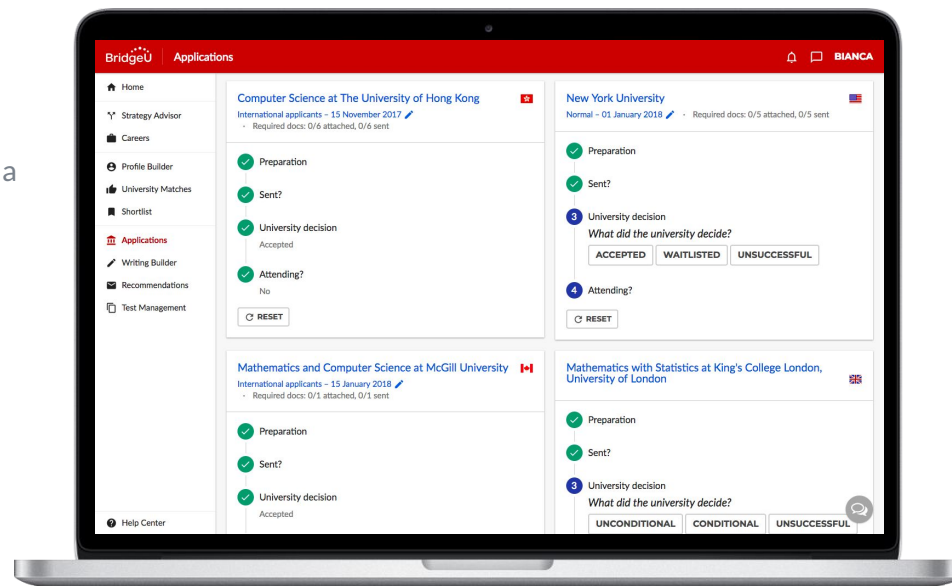 a
BridgeU
Applications
BIANCA
Home
Strategy Advisor
Careers
Profile Builder
University Matches
Shortlist
Applications
Writing Builder
Recommendations
Test Management
Help Center
Computer Science at The University of Hong Kong
International applicants – 15 November 2017
· Required docs: 0/6 attached, 0/6 sent
Preparation
Sent?
University decision
Accepted
Attending?
No
RESET
New York University
Normal – 01 January 2018 · Required docs: 0/5 attached, 0/5 sent
Preparation
Sent?
3 University decision
What did the university decide?
ACCEPTED WAITLISTED UNSUCCESSFUL
4 Attending?
RESET
Mathematics and Computer Science at McGill University
International applicants – 15 January 2018
· Required docs: 0/1 attached, 0/1 sent
Preparation
Sent?
University decision
Accepted
Mathematics with Statistics at King's College London,
University of London
Preparation
Sent?
3 University decision
What did the university decide?
UNCONDITIONAL CONDITIONAL UNSUCCESSFUL